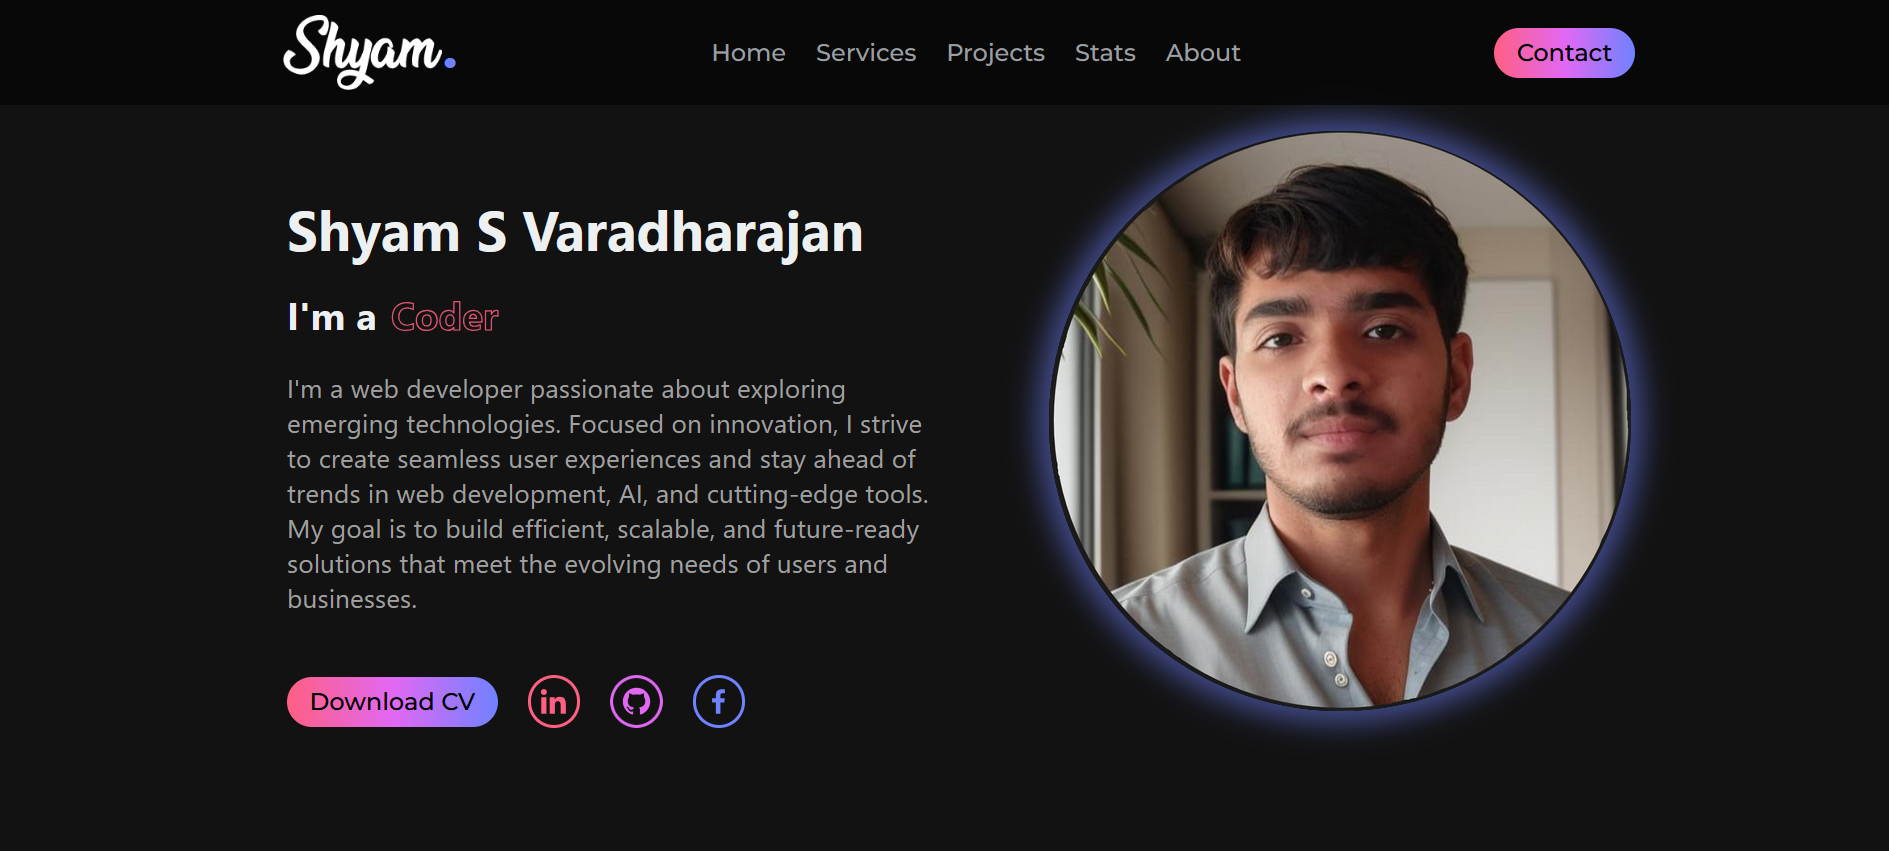 Shyam.
Home Services Projects Stats About
Contact
Shyam S Varadharajan
I'm a Coder
I'm a web developer passionate about exploring
emerging technologies. Focused on innovation, I strive
to create seamless user experiences and stay ahead of
trends in web development, AI, and cutting-edge tools.
My goal is to build efficient, scalable, and future-ready
solutions that meet the evolving needs of users and
businesses.
Download CV